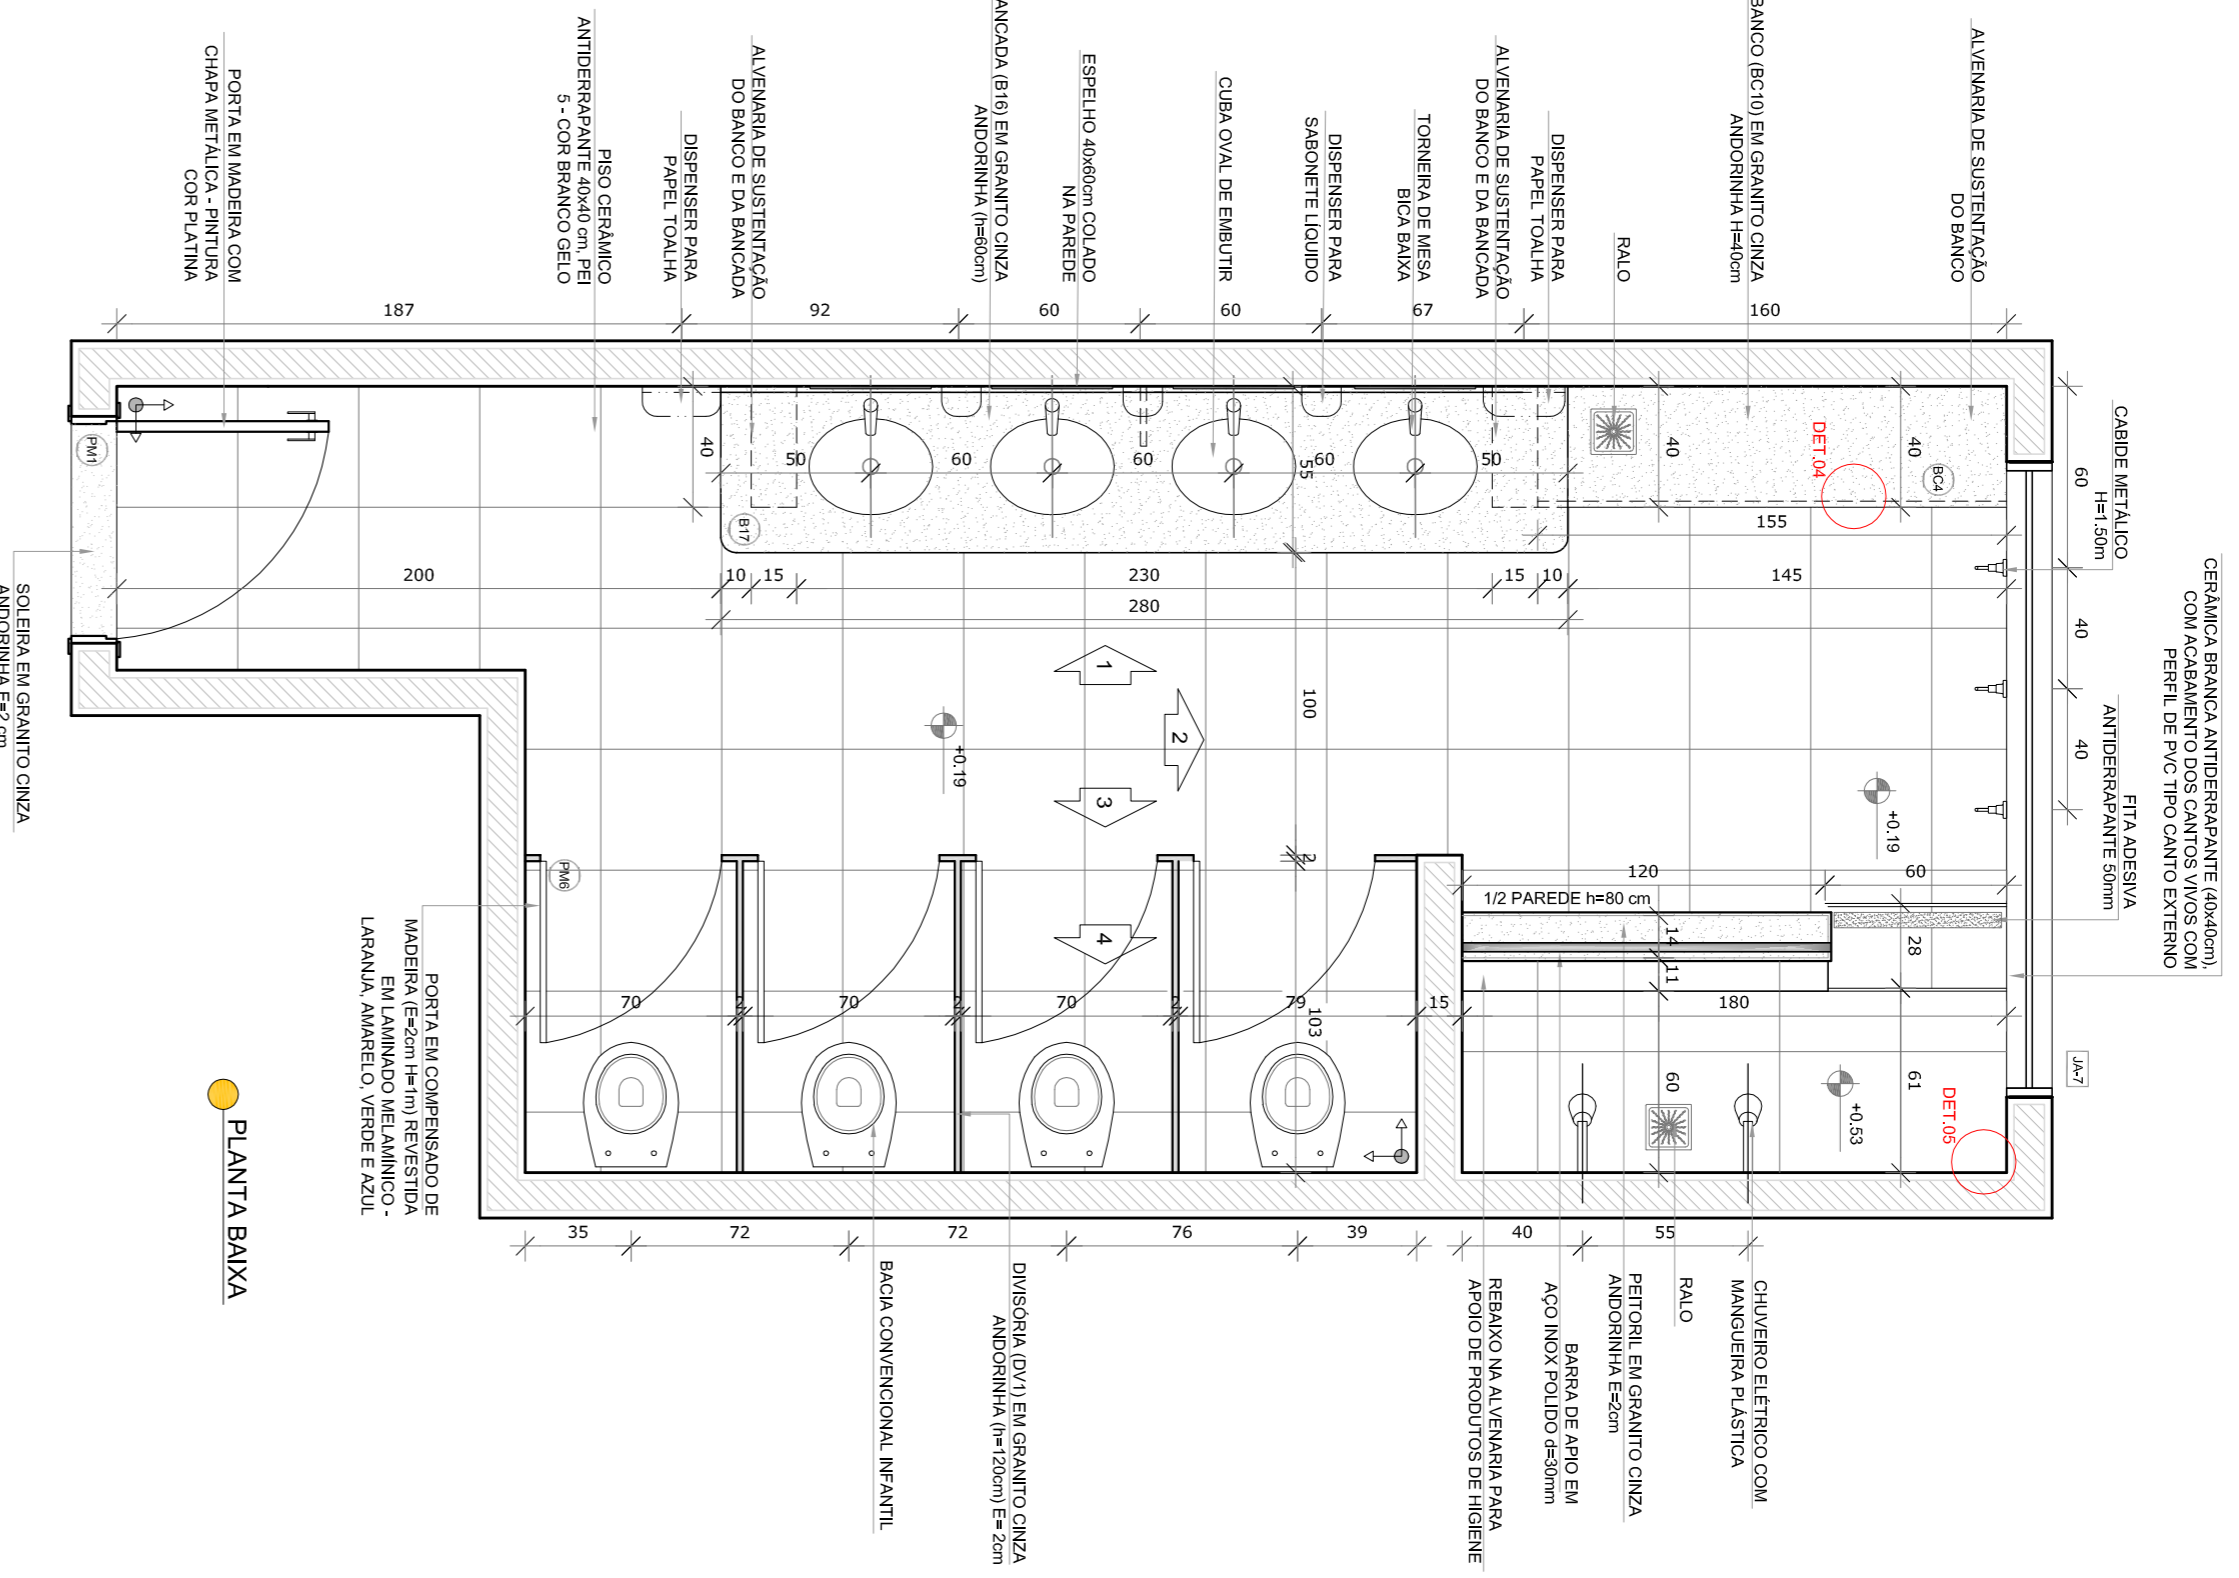 ALVENARIA DE SUSTENTAÇÃO
DO BANCO
BANCO (BC10) EM GRANITO CINZA
ANDORINHA H=40cm
RALO
DISPENSER PARA
PAPEL TOALHA
ALVENARIA DE SUSTENTAÇÃO
DO BANCO E DA BANCADA
TORNEIRA DE MESA
BICA BAIXA
DISPENSER PARA
SABONETE LÍQUIDO
CUBA OVAL DE EMBUTIR
ESPELHO 40x60cm COLADO
NA PAREDE
ANCADA (B16) EM GRANITO CINZA
ANDORINHA (h=60cm)
ALVENARIA DE SUSTENTAÇÃO
DO BANCO E DA BANCADA
DISPENSER PARA
PAPEL TOALHA
PISO CERÂMICO
ANTIDERRAPANTE 40x40 cm, PEI
5 - COR BRANCO GELO
PORTA EM MADEIRA COM
CHAPA METÁLICA - PINTURA
COR PLATINA
187
92
60
60
67
160
CABIDE METÁLICO
H=1.50m
CERÂMICA BRANCA ANTIDERRAPANTE (40x40cm),
COM ACABAMENTO DOS CANTOS VIVOS COM
PERFIL DE PVC TIPO CANTO EXTERNO
FITA ADESIVA
ANTIDERRAPANTE 50mm
60
40
40
JA-7
PM1
40
50
60
60
55
60
50
40
40
DET.04
BC4
B17
155
200
10
15
230
15
10
145
280
1
2
3
4
100
2
103
+0.19
+0.19
+0.53
PM6
120
60
1/2 PAREDE h=80 cm
14
11
28
70
2
70
2
70
2
79
15
180
60
61
DET.05
35
72
72
76
39
40
55
SOLEIRA EM GRANITO CINZA
ANDORINHA E=2 cm
PORTA EM COMPENSADO DE
MADEIRA (E=2cm H=1m) REVESTIDA
EM LAMINADO MELAMÍNICO -
LARANJA, AMARELO, VERDE E AZUL
BACIA CONVENCIONAL INFANTIL
DIVISÓRIA (DV1) EM GRANITO CINZA
ANDORINHA (h=120cm) E= 2cm
REBAIXO NA ALVENARIA PARA
APOIO DE PRODUTOS DE HIGIENE
BARRA DE APIO EM
AÇO INOX POLIDO d=30mm
PEITORIL EM GRANITO CINZA
ANDORINHA E=2cm
RALO
CHUVEIRO ELÉTRICO COM
MANGUEIRA PLÁSTICA
PLANTA BAIXA